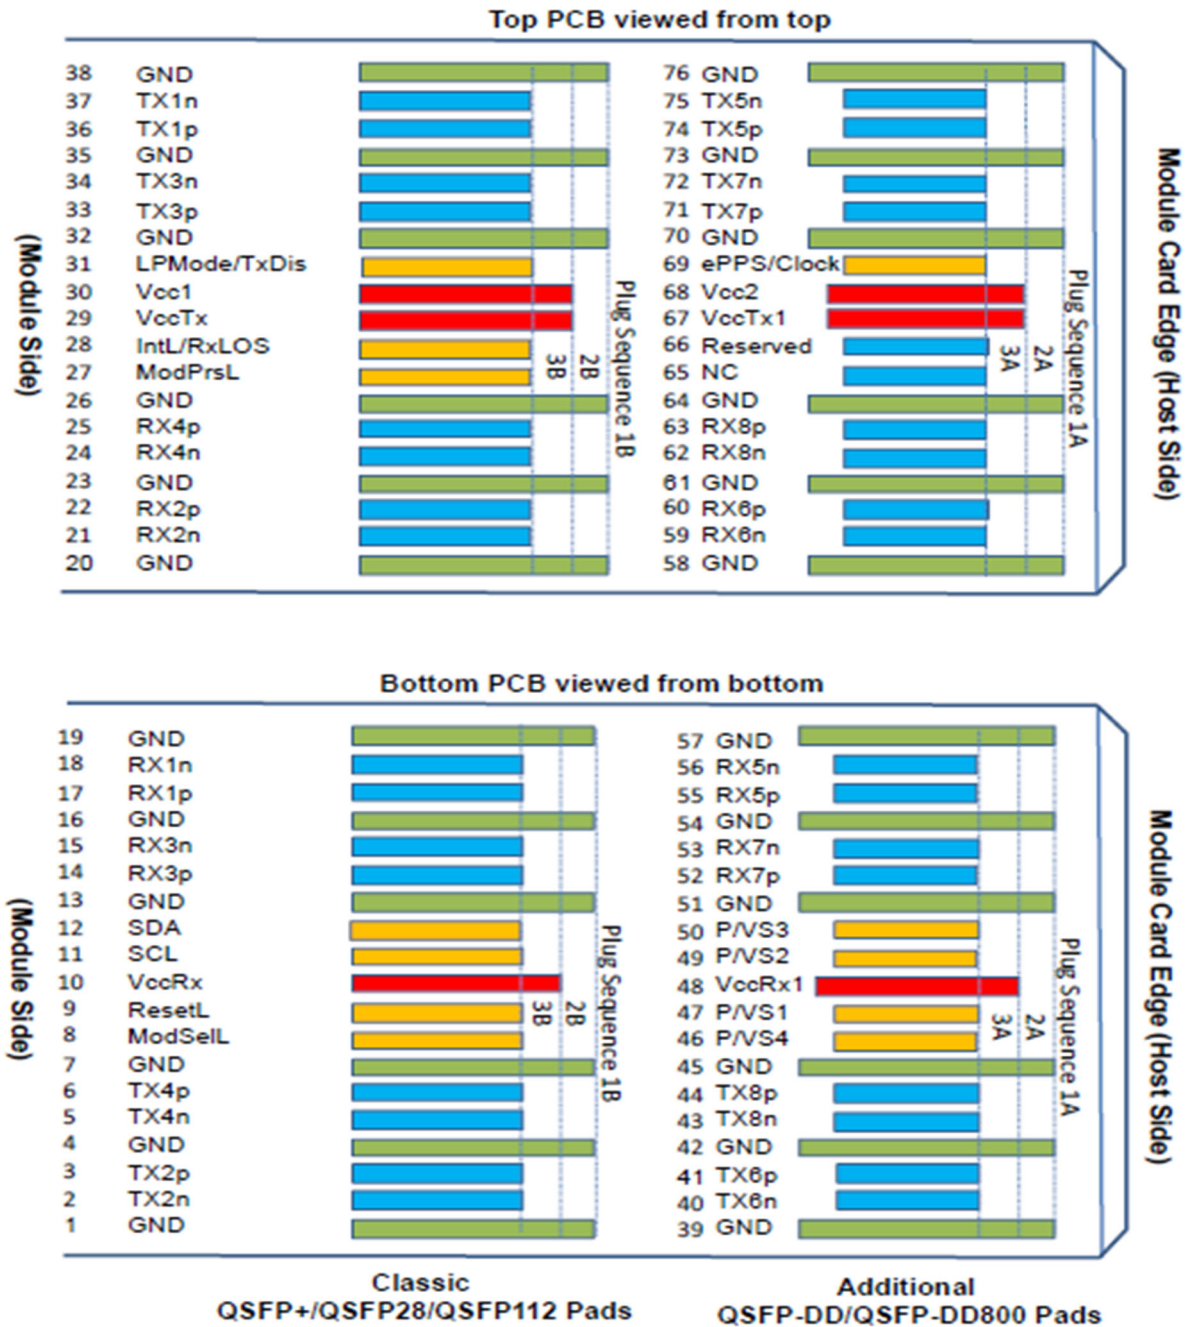 Top PCB viewed from top
38 GND 76 GND
37 TX1n 75 TX5n
36 TX1p 74 TX5p
35 GND 73 GND
34 TX3n 72 TX7n
33 TX3p 71 TX7p
32 GND 70 GND
31 LPMode/TxDis 69 ePPS/Clock
30 Vcc1 68 Vcc2
29 VccTx 67 VccTx1
28 IntL/RxLOS 66 Reserved
27 ModPrsL 65 NC
26 GND 64 GND
25 RX4p 63 RX8p
24 RX4n 62 RX8n
23 GND 61 GND
22 RX2p 60 RX6p
21 RX2n 59 RX6n
20 GND 58 GND
(Module Side)
3B
2B
Plug Sequence 1B
3A
2A
Plug Sequence 1A
Module Card Edge (Host Side)
Bottom PCB viewed from bottom
19 GND 57 GND
18 RX1n 56 RX5n
17 RX1p 55 RX5p
16 GND 54 GND
15 RX3n 53 RX7n
14 RX3p 52 RX7p
13 GND 51 GND
12 SDA 50 P/VS3
11 SCL 49 P/VS2
10 VccRx 48 VccRx1
9 ResetL 47 P/VS1
8 ModSelL 46 P/VS4
7 GND 45 GND
6 TX4p 44 TX8p
5 TX4n 43 TX8n
4 GND 42 GND
3 TX2p 41 TX6p
2 TX2n 40 TX6n
1 GND 39 GND
(Module Side)
3B
2B
Plug Sequence 1B
3A
2A
Plug Sequence 1A
Module Card Edge (Host Side)
Classic
QSFP+/QSFP28/QSFP112 Pads
Additional
QSFP-DD/QSFP-DD800 Pads